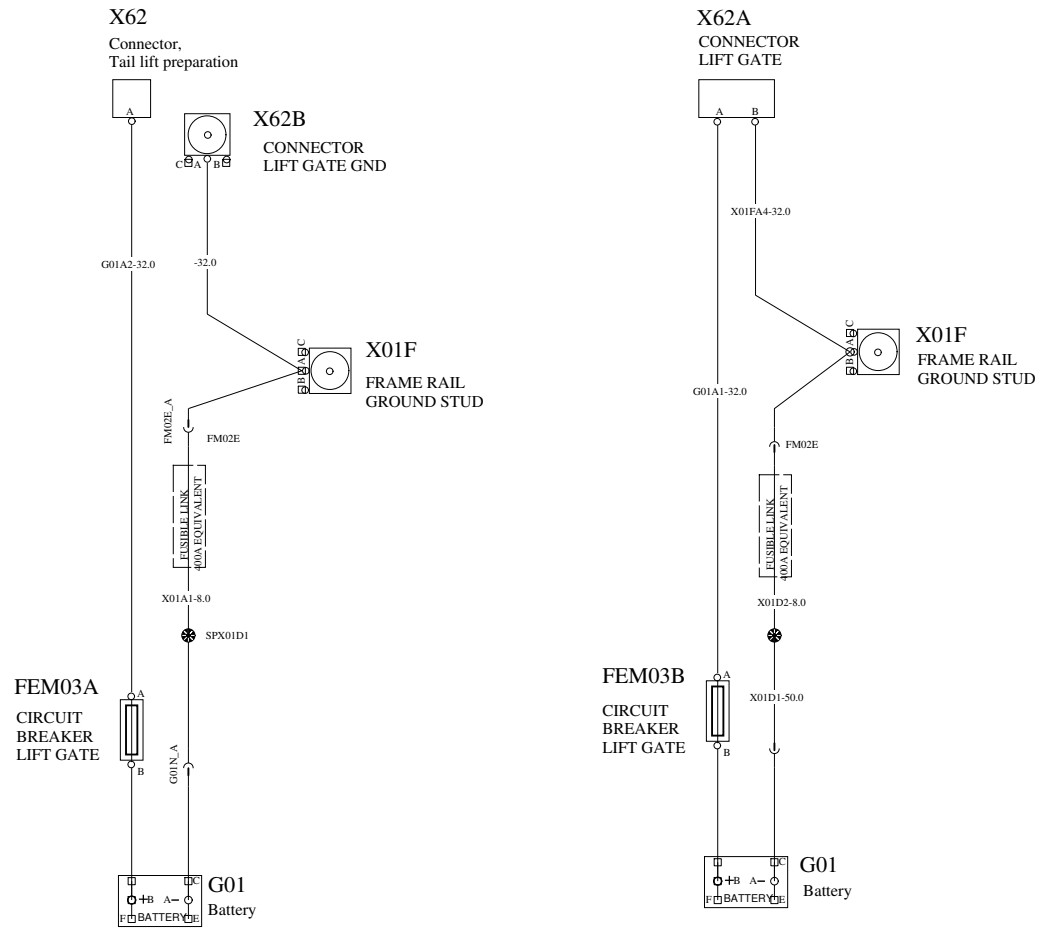 X62
Connector,
Tail lift preparation
A
X62B
CONNECTOR
LIFT GATE GND
C A B
G01A2-32.0
-32.0
C
A
B
X01F
FRAME RAIL
GROUND STUD
FM02E_A
FM02E
FUSIBLE LINK
400A EQUIVALENT
X01A1-8.0
SPX01D1
FEM03A
CIRCUIT
BREAKER
LIFT GATE
A
B
G01N_A
C
+B A-
F BATTERY E
G01
Battery
X62A
CONNECTOR
LIFT GATE
A B
X01FA4-32.0
G01A1-32.0
C
A
B
X01F
FRAME RAIL
GROUND STUD
FM02E
FUSIBLE LINK
400A EQUIVALENT
X01D2-8.0
FEM03B
CIRCUIT
BREAKER
LIFT GATE
A
B
X01D1-50.0
C
+B A-
F BATTERY E
G01
Battery